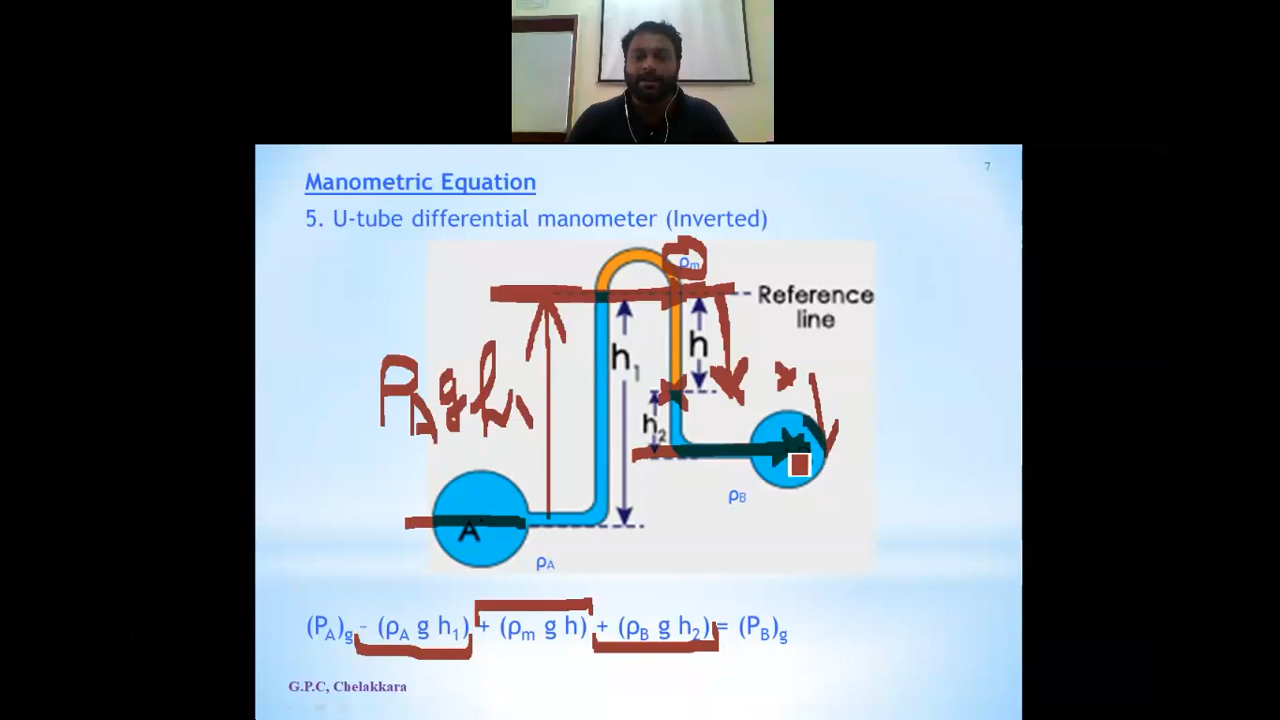 7
Manometric Equation
5. U-tube differential manometer (Inverted)
ρm
Reference
line
h1
h
ρAgh1
h2
ρB
A
ρA
(PA)g - (ρA g h1) + (ρm g h) + (ρB g h2) = (PB)g
G.P.C, Chelakkara